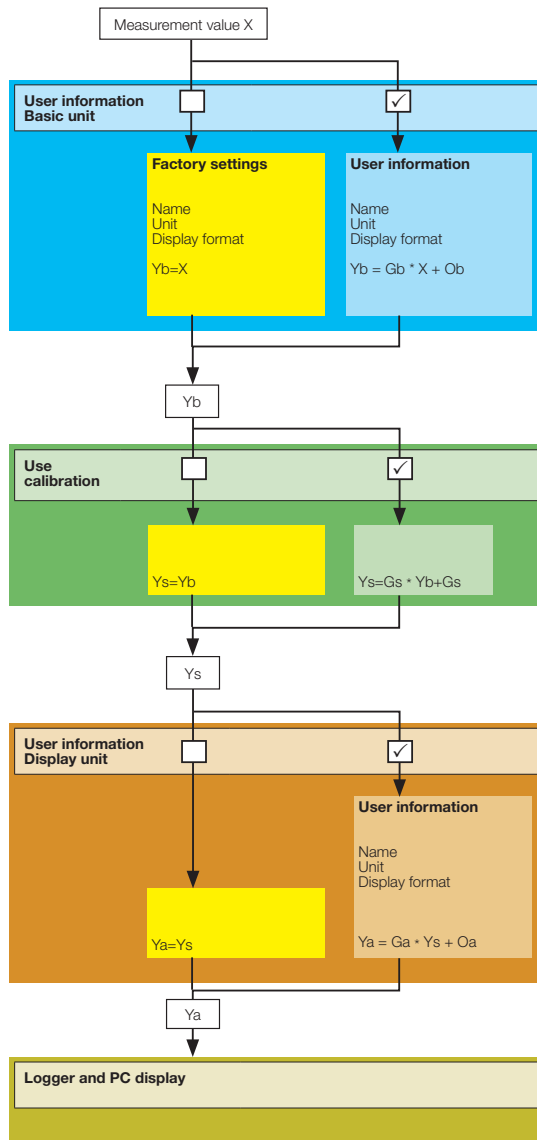 Measurement value X
User information
Basic unit
✓
Factory settings
Name
Unit
Display format
Yb=X
User information
Name
Unit
Display format
Yb = Gb * X + Ob
Yb
Use
calibration
✓
Ys=Yb
Ys=Gs * Yb+Gs
Ys
User information
Display unit
✓
User information
Name
Unit
Display format
Ya=Ys
Ya = Ga * Ys + Oa
Ya
Logger and PC display